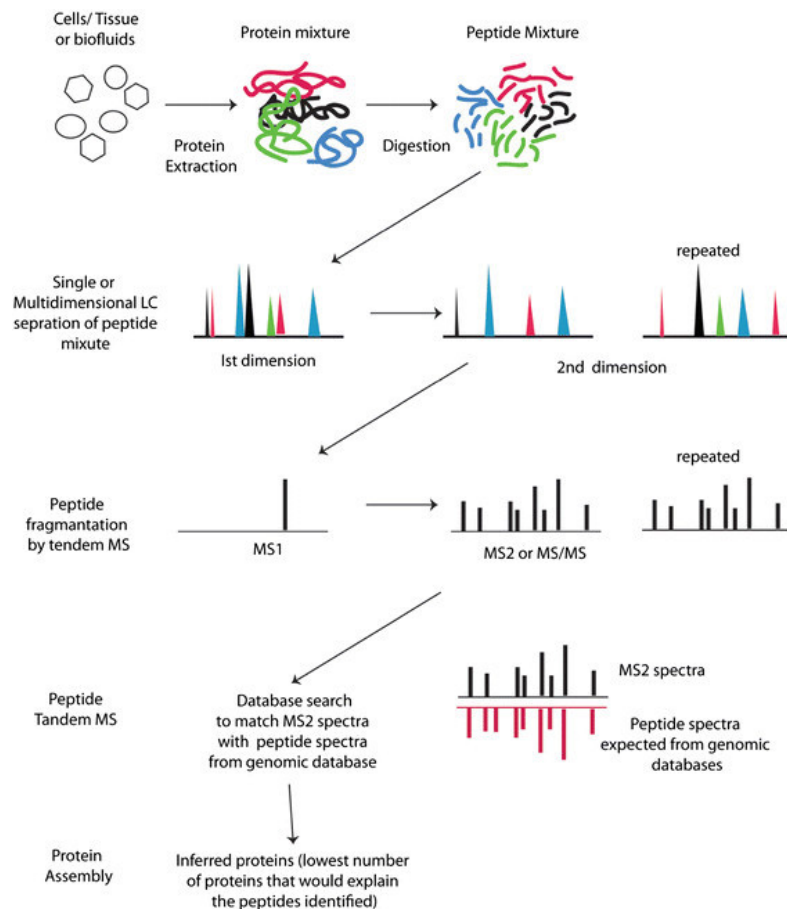 Cells/ Tissue
or biofluids
Protein mixture
Peptide Mixture
Protein
Extraction
Digestion
Single or
Multidimensional LC
sepration of peptide
mixute
repeated
Ist dimension
2nd dimension
Peptide
fragmantation
by tendem MS
repeated
MS1
MS2 or MS/MS
Peptide
Tandem MS
Database search
to match MS2 spectra
with peptide spectra
from genomic database
MS2 spectra
Peptide spectra
expected from genomic
databases
Protein
Assembly
Inferred proteins (lowest number
of proteins that would explain
the peptides identified)